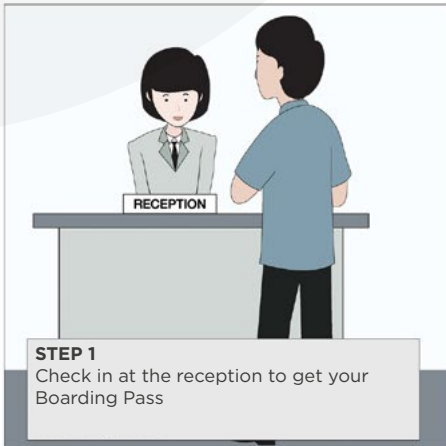 RECEPTION
STEP 1
Check in at the reception to get your
Boarding Pass